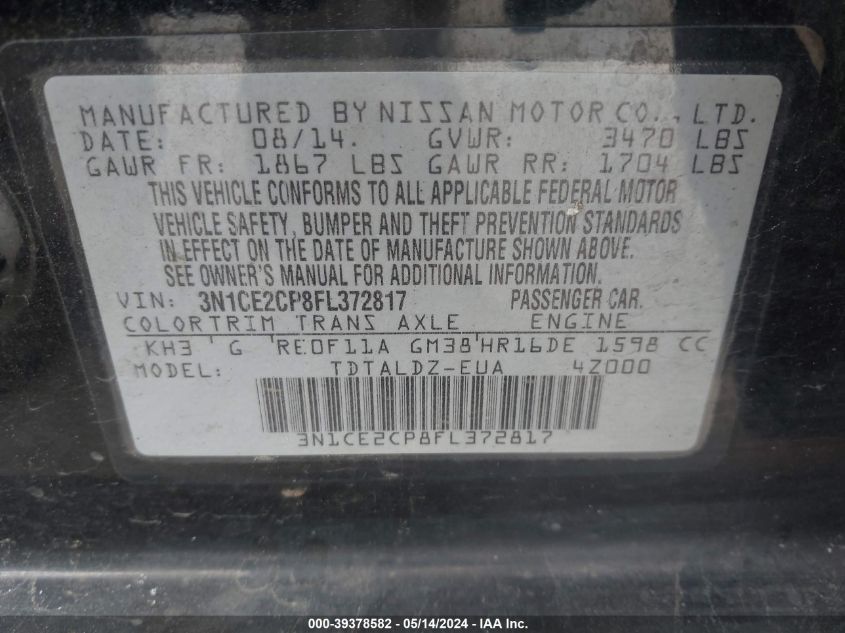 MANUFACTURED BY NISSAN MOTOR CO., LTD.
DATE: 08/14. GVWR: 3470 LBS
GAWR FR: 1867 LBS GAWR RR: 1704 LBS
THIS VEHICLE CONFORMS TO ALL APPLICABLE FEDERAL MOTOR
VEHICLE SAFETY, BUMPER AND THEFT PREVENTION STANDARDS
IN EFFECT ON THE DATE OF MANUFACTURE SHOWN ABOVE.
SEE OWNER'S MANUAL FOR ADDITIONAL INFORMATION.
VIN: 3N1CE2CP8FL372817 PASSENGER CAR.
COLORTRIM TRANS AXLE ENGINE
KH3 G RE0F11A GM38 HR16DE 1598 CC
MODEL: TDTALDZ-EUA 4Z000
3N1CE2CP8FL372817
000-39378582 - 05/14/2024 - IAA Inc.